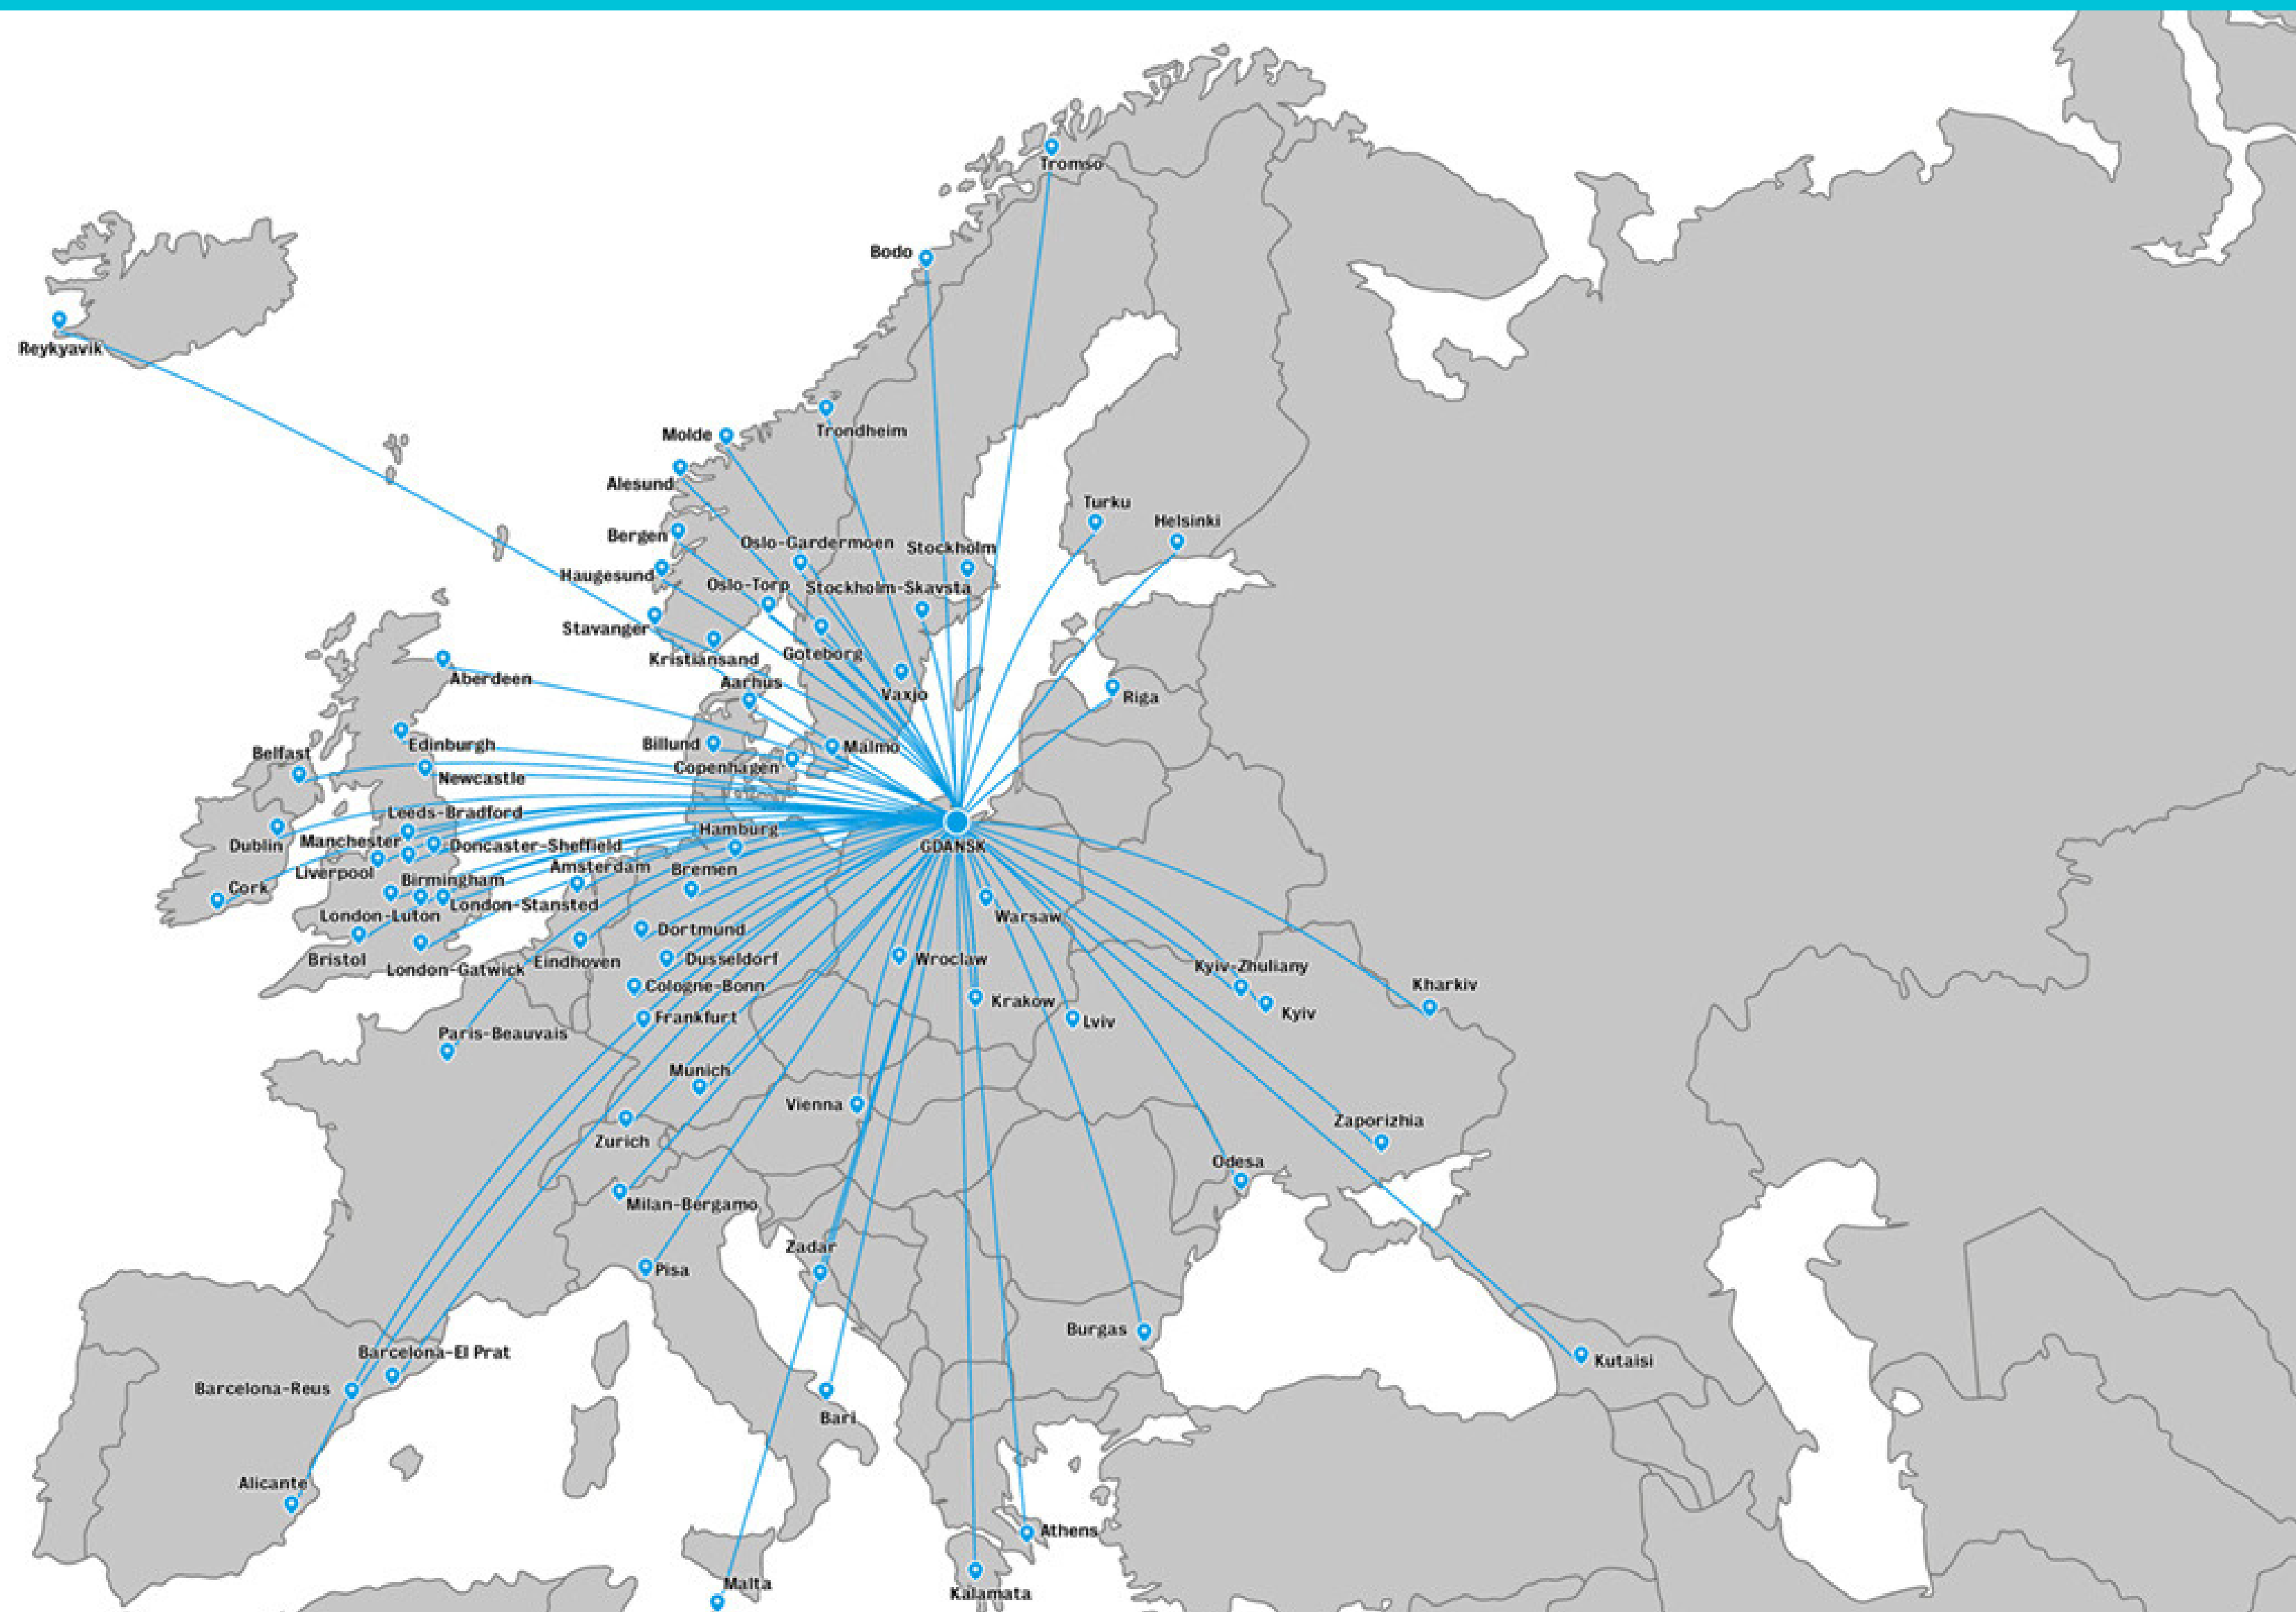 Tromso
Bodo
Reykyavik
Trondheim
Molde
Alesund
Turku
Helsinki
Bergen
Oslo-Gardermoen
Stockholm
Haugesund
Oslo-Torp
Stockholm-Skavsta
Stavanger
Kristiansand
Goteborg
Aberdeen
Aarhus
Vaxjo
Riga
Edinburgh
Billund
Malmo
Belfast
Copenhagen
Newcastle
Leeds-Bradford
Hamburg
Dublin
Manchester
Doncaster-Sheffield
GDANSK
Liverpool
Amsterdam
Bremen
Birmingham
Cork
London-Stansted
London-Luton
Warsaw
Dortmund
Bristol
London-Gatwick
Eindhoven
Dusseldorf
Wroclaw
Kyiv-Zhuliany
Cologne-Bonn
Kharkiv
Krakow
Kyiv
Lviv
Frankfurt
Paris-Beauvais
Munich
Vienna
Zaporizhia
Zurich
Odesa
Milan-Bergamo
Zadar
Pisa
Burgas
Barcelona-El Prat
Kutaisi
Barcelona-Reus
Bari
Alicante
Athens
Malta
Kalamata